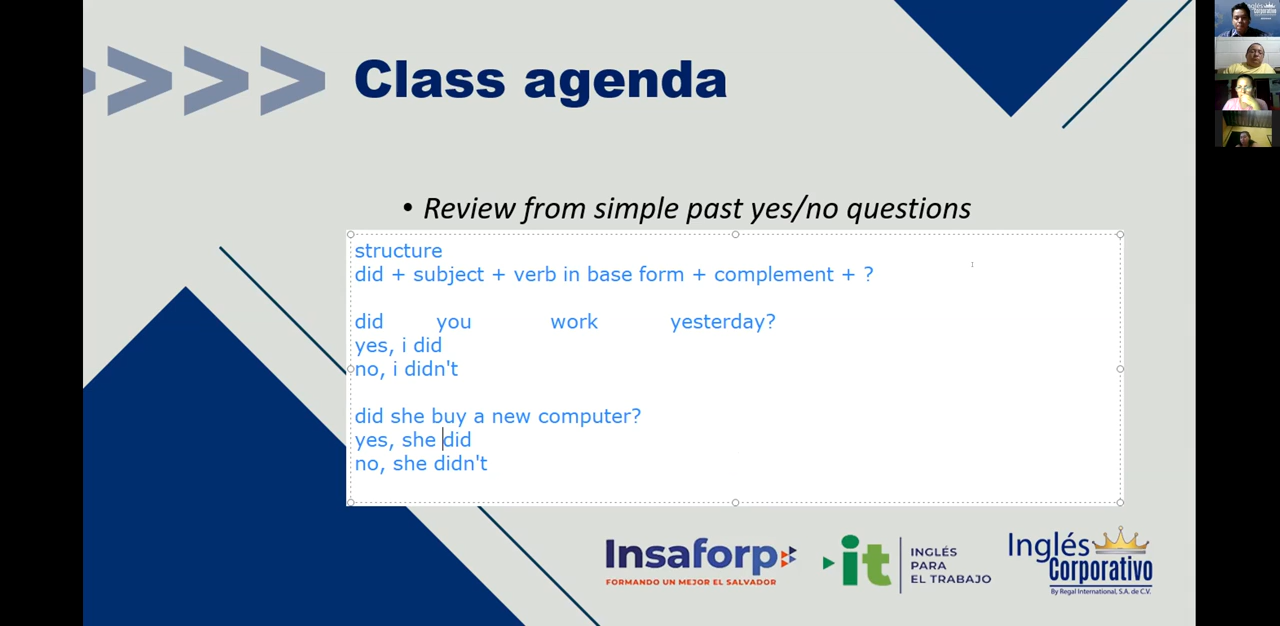 Class agenda
• Review from simple past yes/no questions
structure
did + subject + verb in base form + complement + ?
did you work yesterday?
yes, i did
no, i didn't
did she buy a new computer?
yes, she did
no, she didn't
Insaforp
FORMANDO UN MEJOR EL SALVADOR
it
INGLÉS
PARA
EL TRABAJO
Inglés
Corporativo
By Regal International, S.A. de C.V.
Inglés
Corporativo